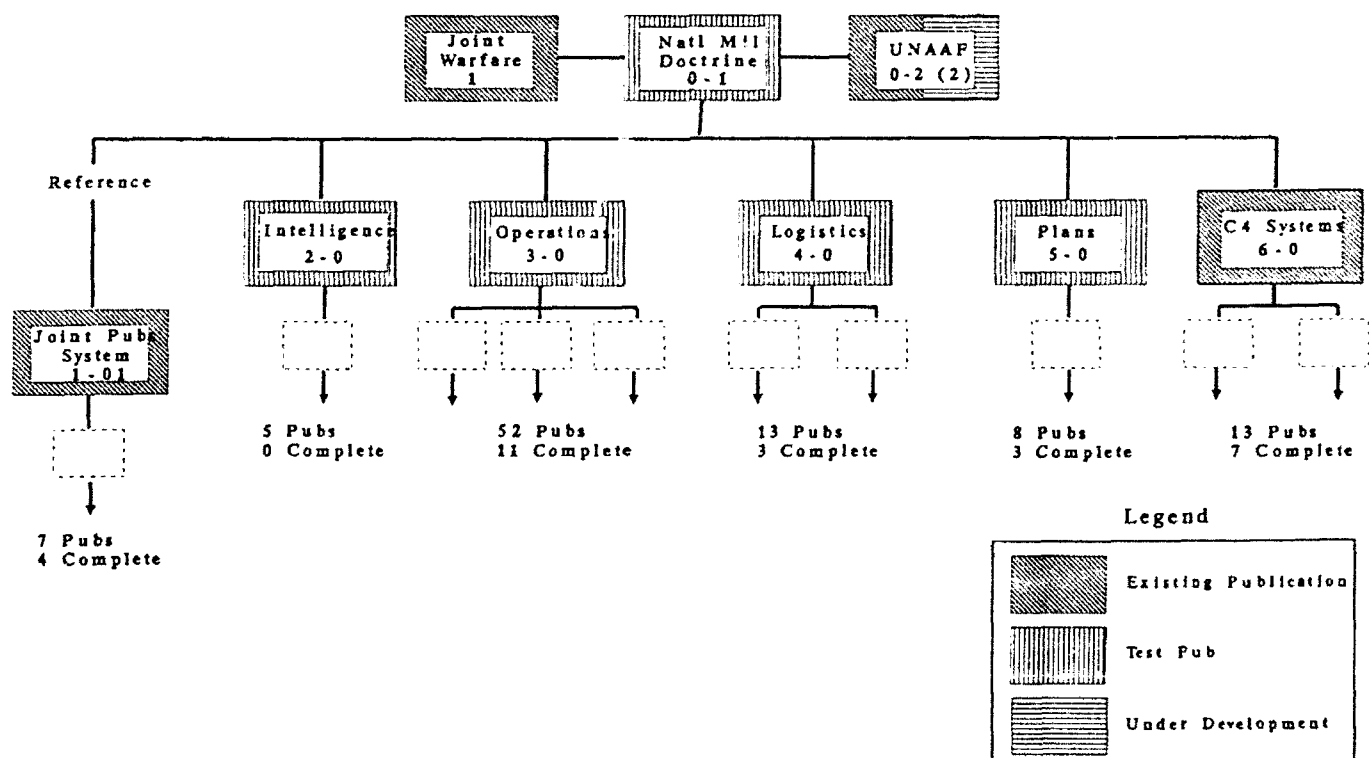 Joint
Warfare
1
Natl Mil
Doctrine
0-1
UNAAF
0-2 (2)
Reference
Intelligence
2-0
Operations
3-0
Logistics
4-0
Plans
5-0
C4 Systems
6-0
Joint Pubs
System
1-01
5 Pubs
0 Complete
52 Pubs
11 Complete
13 Pubs
3 Complete
8 Pubs
3 Complete
13 Pubs
7 Complete
7 Pubs
4 Complete
Legend
Existing Publication
Test Pub
Under Development